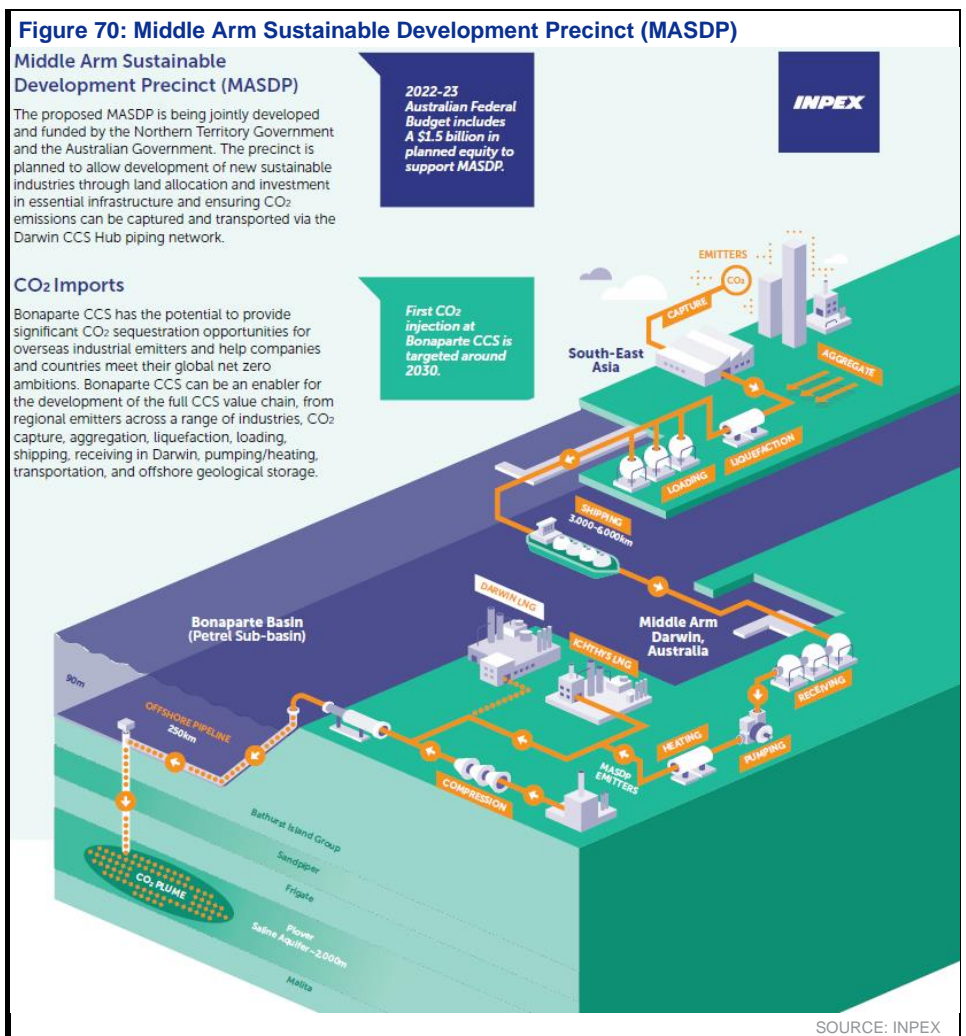 Figure 70: Middle Arm Sustainable Development Precinct (MASDP)
Middle Arm Sustainable
Development Precinct (MASDP)
The proposed MASDP is being jointly developed
and funded by the Northern Territory Government
and the Australian Government. The precinct is
planned to allow development of new sustainable
industries through land allocation and investment
in essential infrastructure and ensuring CO₂
emissions can be captured and transported via the
Darwin CCS Hub piping network.
2022-23
Australian Federal
Budget includes
A $1.5 billion in
planned equity to
support MASDP.
INPEX
CO₂ Imports
Bonaparte CCS has the potential to provide
significant CO₂ sequestration opportunities for
overseas industrial emitters and help companies
and countries meet their global net zero
ambitions. Bonaparte CCS can be an enabler for
the development of the full CCS value chain, from
regional emitters across a range of industries, CO₂
capture, aggregation, liquefaction, loading,
shipping, receiving in Darwin, pumping/heating,
transportation, and offshore geological storage.
First CO₂
injection at
Bonaparte CCS is
targeted around
2030.
EMITTERS
CO₂
CAPTURE
South-East
Asia
AGGREGATE
LIQUEFACTION
LOADING
SHIPPING
3,000-6,000km
DARWIN LNG
ICHTHYS LNG
Middle Arm
Darwin,
Australia
Bonaparte Basin
(Petrel Sub-basin)
RECEIVING
PUMPING
HEATING
MASDP
EMITTERS
COMPRESSION
90m
OFFSHORE PIPELINE
250km
Bathurst Island Group
Sandpiper
Frigate
CO₂ PLUME
Plover
Saline Aquifer ~2,000m
Malita
SOURCE: INPEX